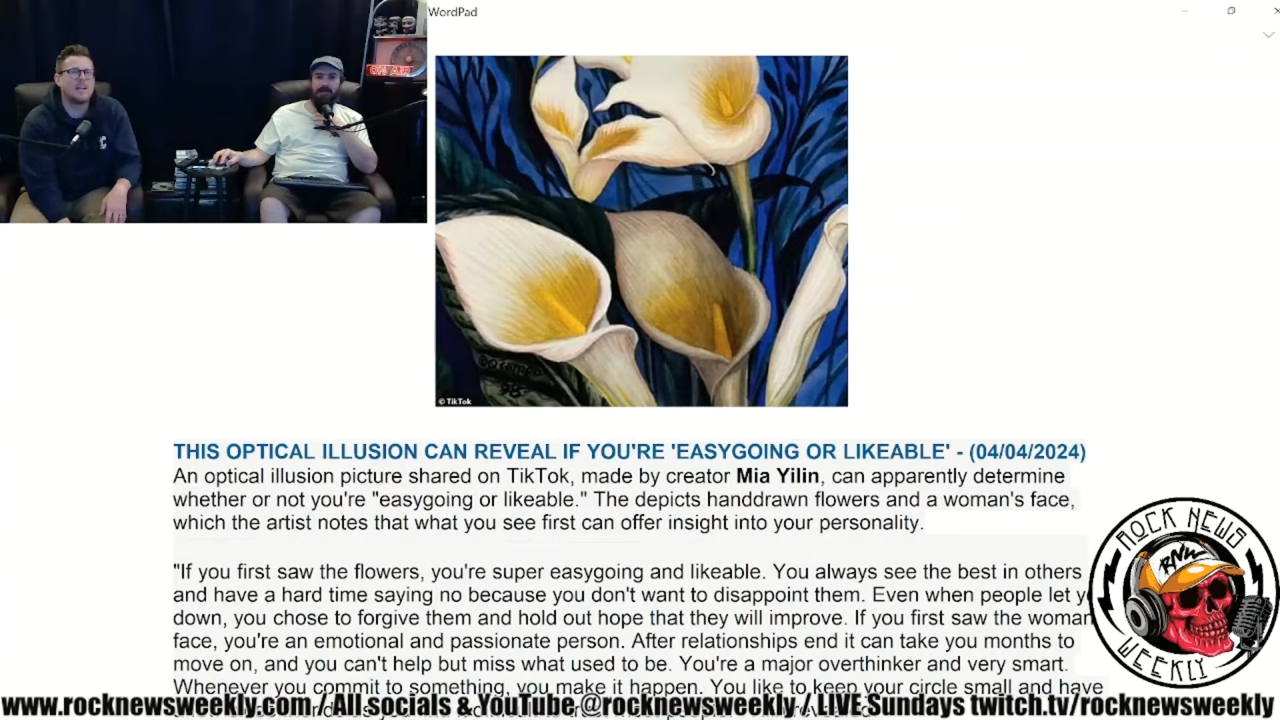 WordPad
ON AIR
© TikTok
THIS OPTICAL ILLUSION CAN REVEAL IF YOU'RE 'EASYGOING OR LIKEABLE' - (04/04/2024)
An optical illusion picture shared on TikTok, made by creator Mia Yilin, can apparently determine
whether or not you're "easygoing or likeable." The depicts handdrawn flowers and a woman's face,
which the artist notes that what you see first can offer insight into your personality.
"If you first saw the flowers, you're super easygoing and likeable. You always see the best in others
and have a hard time saying no because you don't want to disappoint them. Even when people let y
down, you chose to forgive them and hold out hope that they will improve. If you first saw the woman
face, you're an emotional and passionate person. After relationships end it can take you months to
move on, and you can't help but miss what used to be. You're a major overthinker and very smart.
Whenever you commit to something, you make it happen. You like to keep your circle small and have
ROCK NEWS
RNW
WEEKLY
www.rocknewsweekly.com / All socials & YouTube@rocknewsweekly / LIVE Sundays twitch.tv/rocknewsweekly